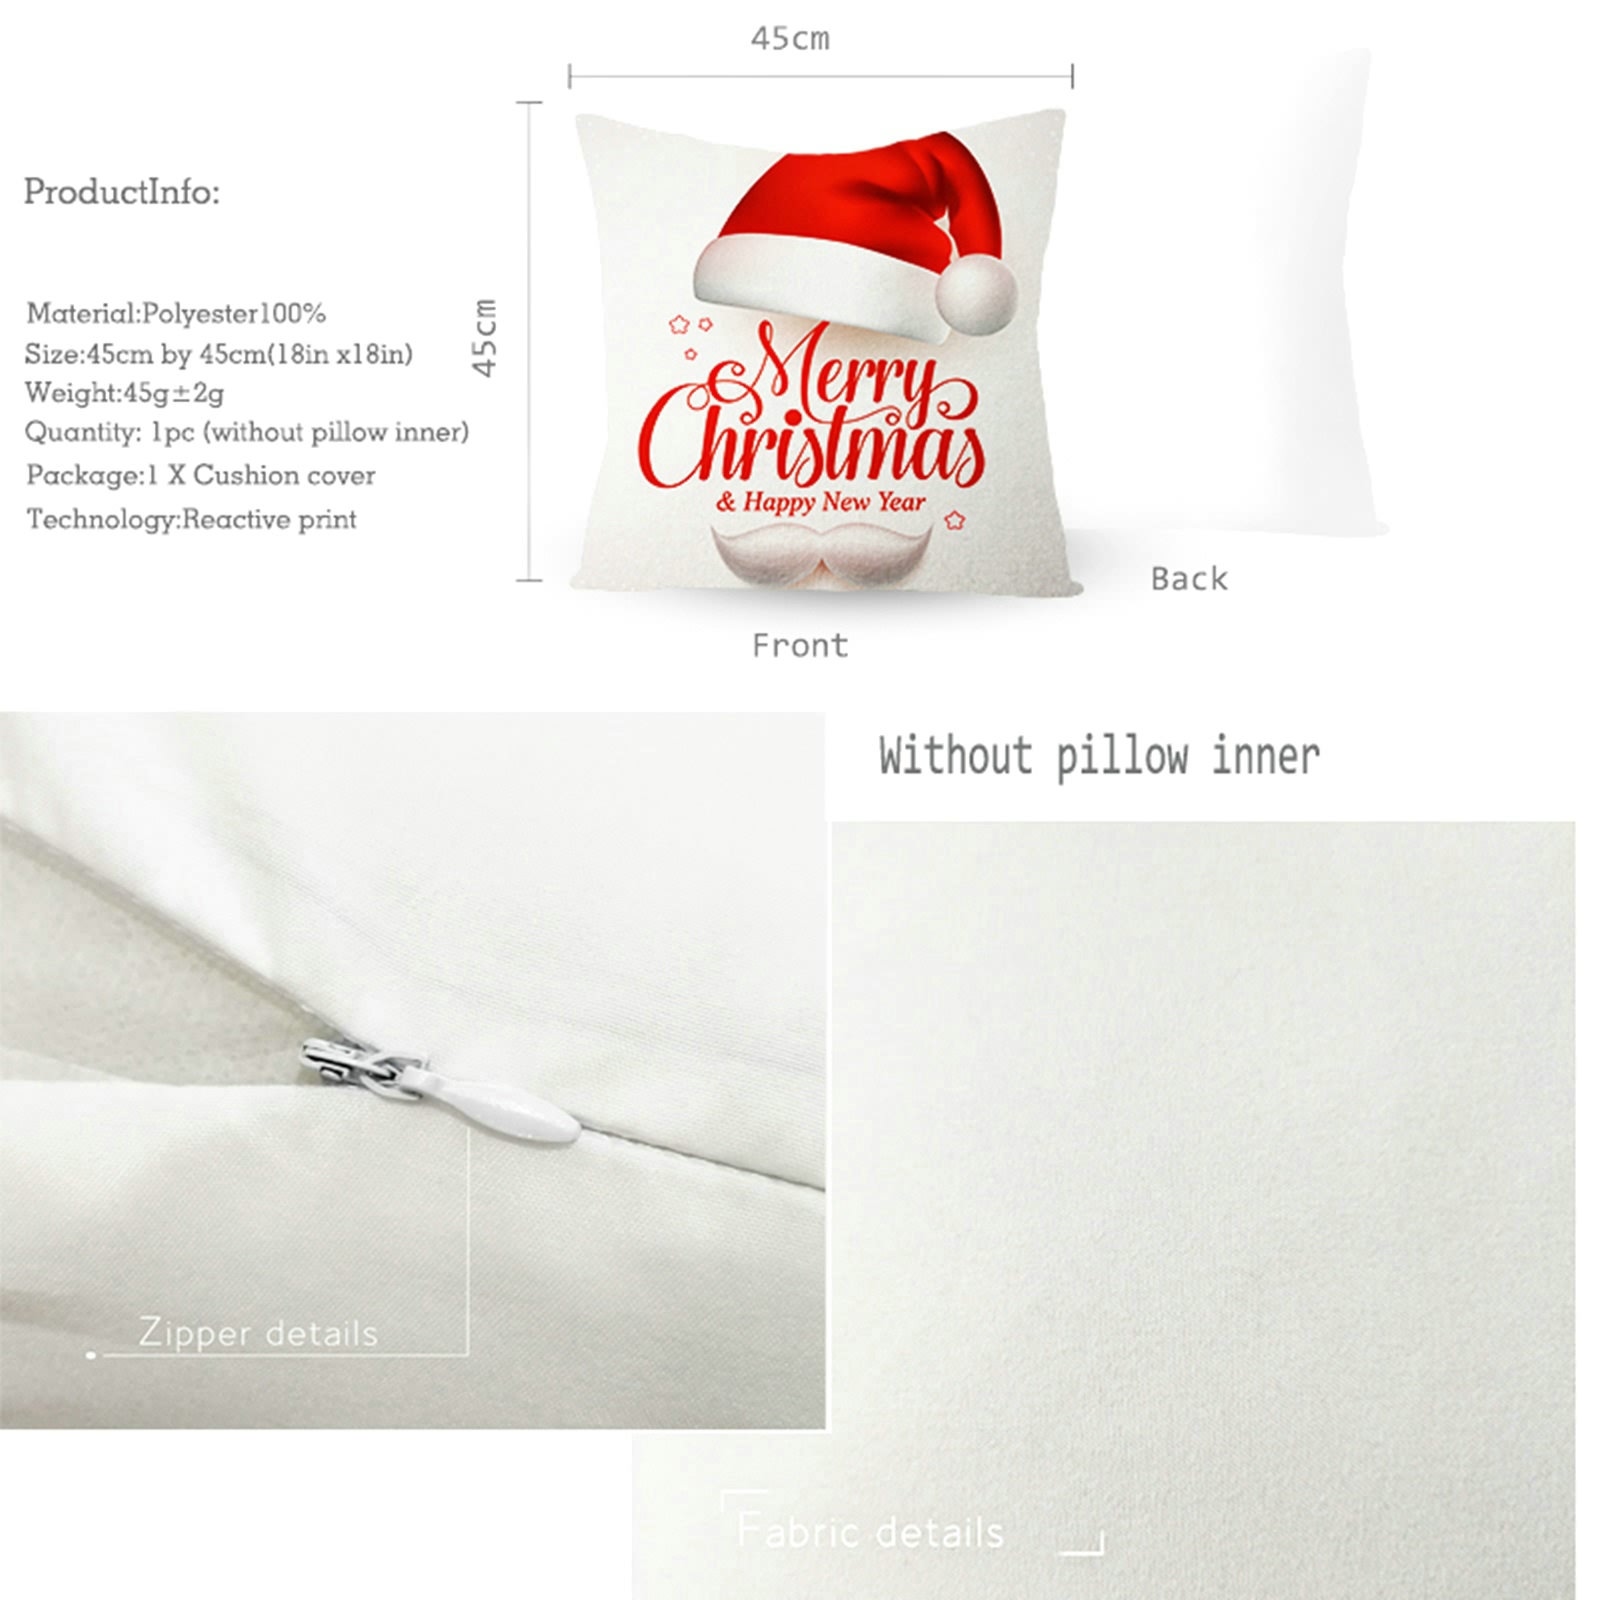 45cm
45cm
ProductInfo:
Material:Polyester100%
Size:45cm by 45cm(18in x18in)
Weight:45g±2g
Quantity: 1pc (without pillow inner)
Package:1 X Cushion cover
Technology:Reactive print
Merry
Christmas
& Happy New Year
Back
Front
Without pillow inner
Zipper details
Fabric details